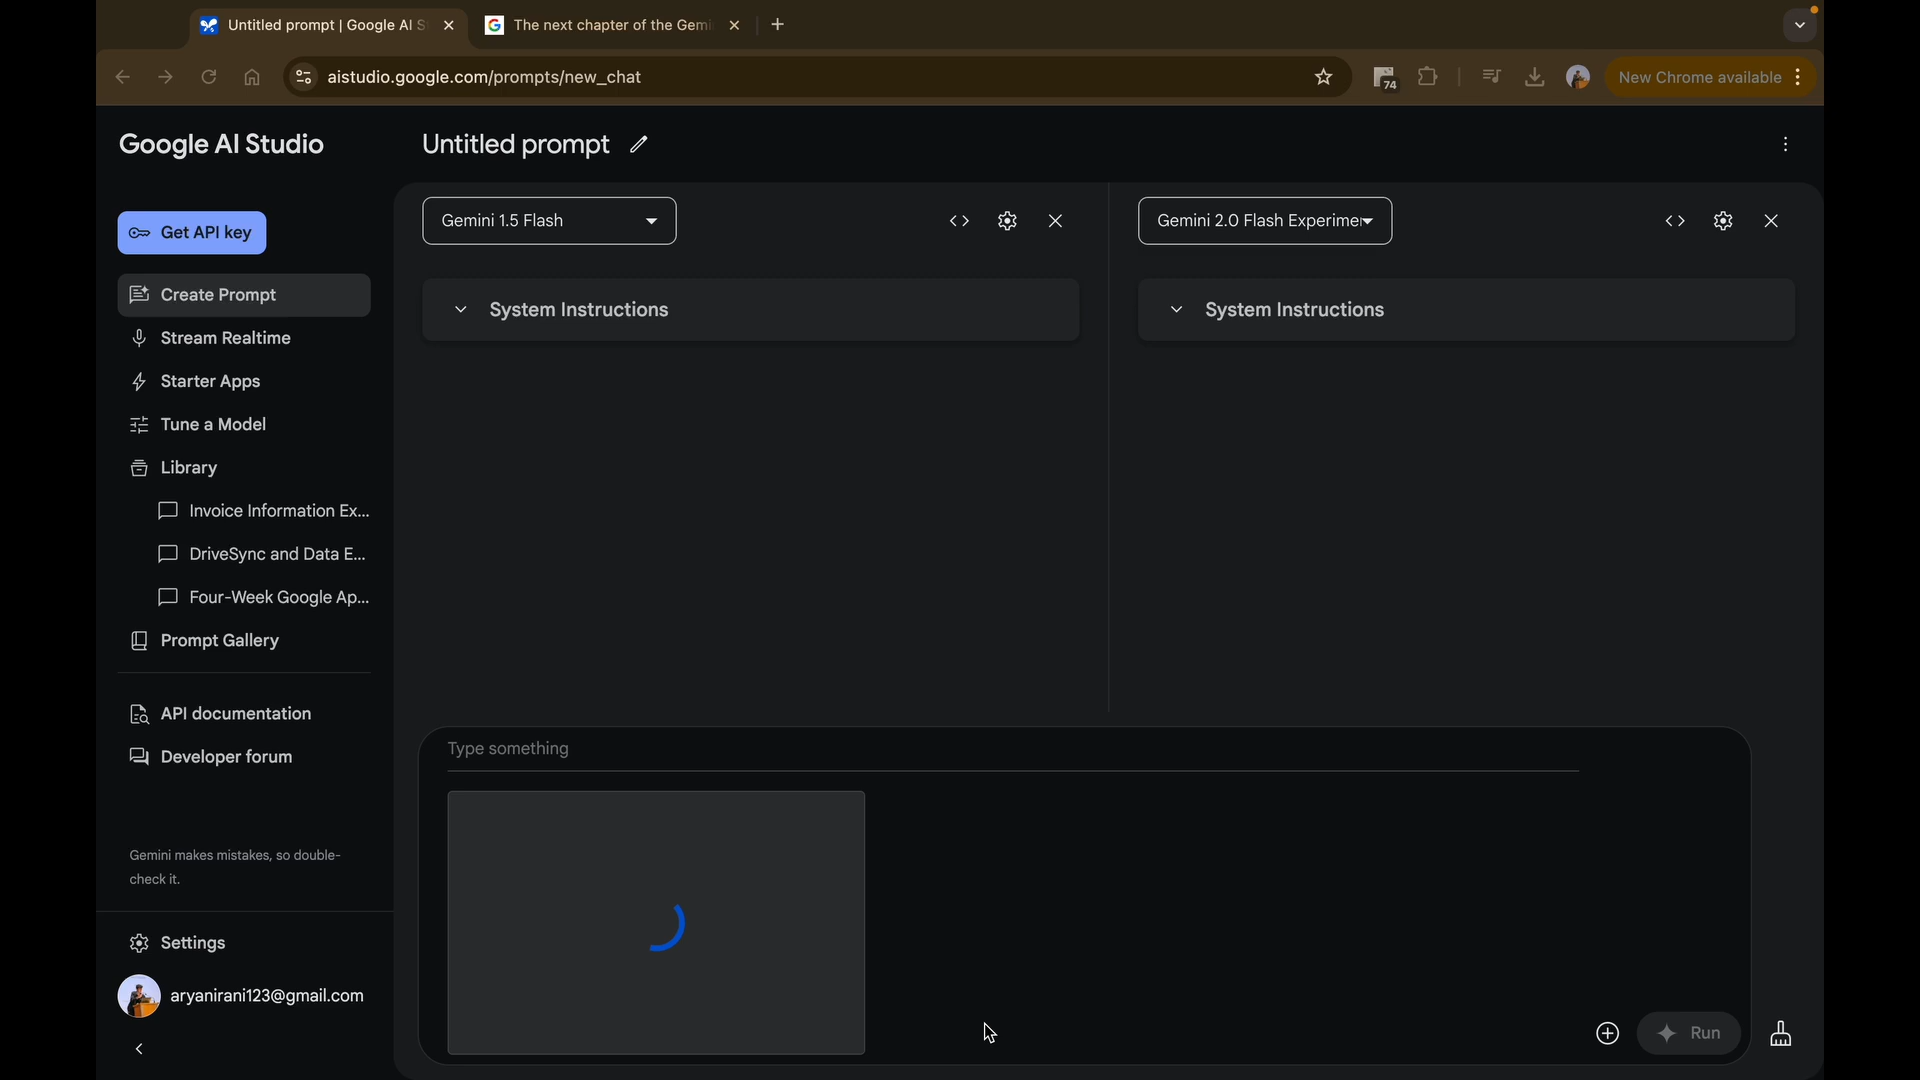 Untitled prompt | Google AI S
The next chapter of the Gemi
aistudio.google.com/prompts/new_chat
74
New Chrome available
Google AI Studio
Untitled prompt
Get API key
Create Prompt
Stream Realtime
Starter Apps
Tune a Model
Library
Invoice Information Ex...
DriveSync and Data E...
Four-Week Google Ap...
Prompt Gallery
API documentation
Developer forum
Gemini makes mistakes, so double-
check it.
Settings
aryanirani123@gmail.com
Gemini 1.5 Flash
System Instructions
Gemini 2.0 Flash Experimen
System Instructions
Type something
Run